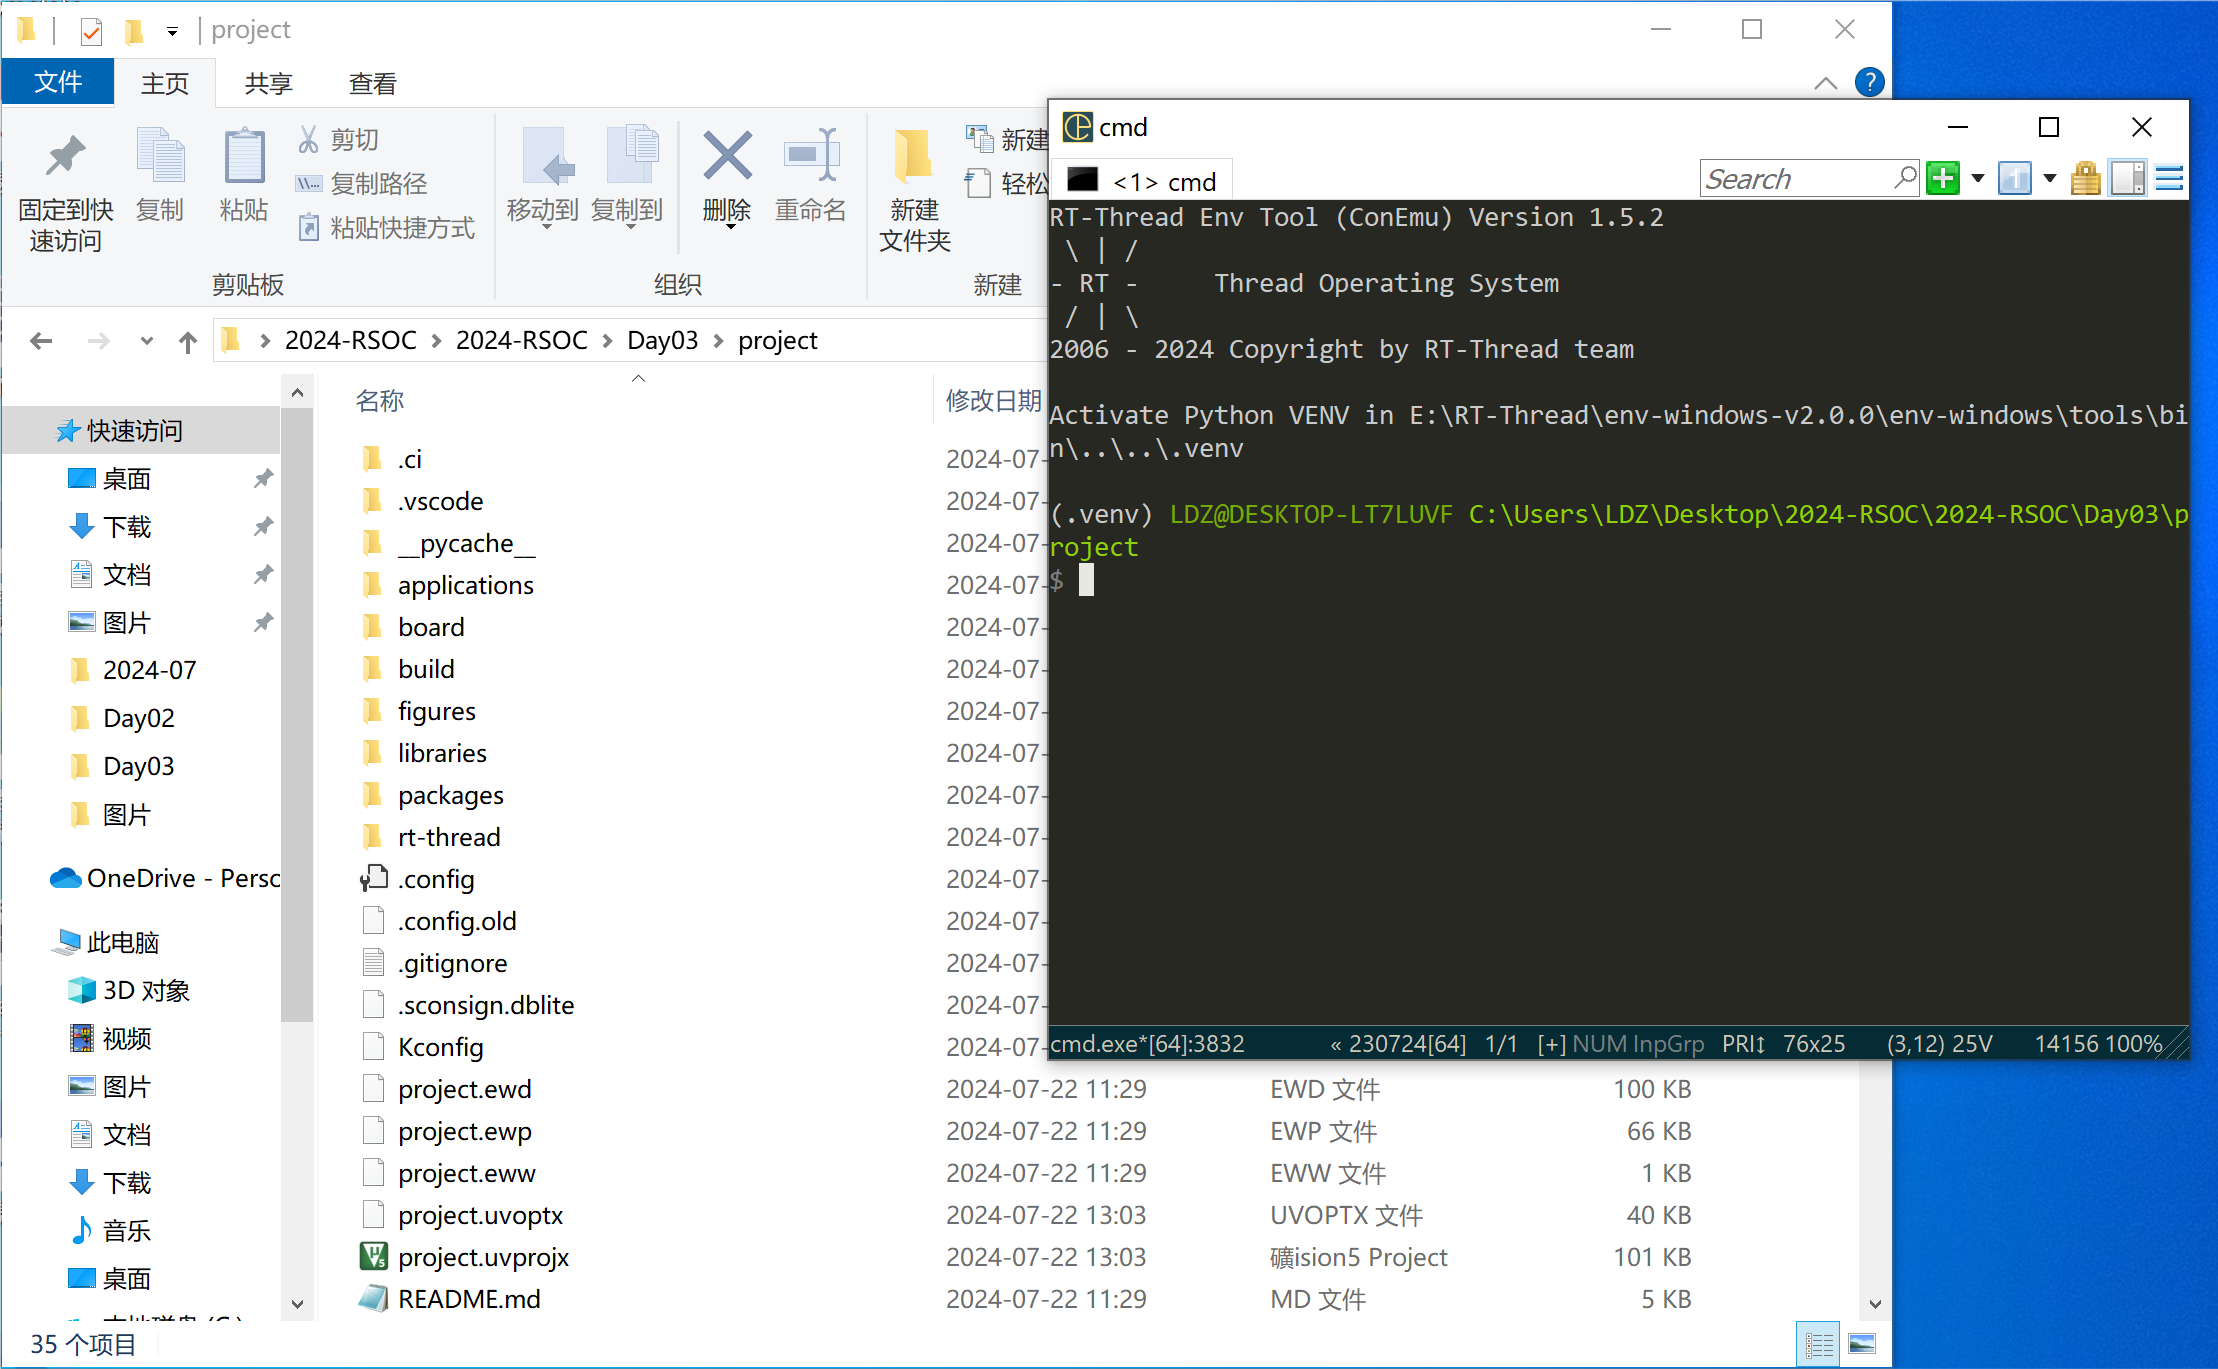 project
文件
主页
共享
查看
固定到快
速访问
复制
粘贴
剪切
复制路径
粘贴快捷方式
剪贴板
移动到
复制到
删除
重命名
组织
新建
文件夹
新建
轻松
新建
2024-RSOC
2024-RSOC
Day03
project
快速访问
桌面
下载
文档
图片
2024-07
Day02
Day03
图片
OneDrive - Perso
此电脑
3D 对象
视频
图片
文档
下载
音乐
桌面
名称 修改日期
.ci 2024-07-
.vscode 2024-07-
__pycache__ 2024-07-
applications 2024-07-
board 2024-07-
build 2024-07-
figures 2024-07-
libraries 2024-07-
packages 2024-07-
rt-thread 2024-07-
.config 2024-07-
.config.old 2024-07-
.gitignore 2024-07-
.sconsign.dblite 2024-07-
Kconfig 2024-07-
project.ewd 2024-07-22 11:29 EWD 文件 100 KB
project.ewp 2024-07-22 11:29 EWP 文件 66 KB
project.eww 2024-07-22 11:29 EWW 文件 1 KB
project.uvoptx 2024-07-22 13:03 UVOPTX 文件 40 KB
project.uvprojx 2024-07-22 13:03 礦ision5 Project 101 KB
README.md 2024-07-22 11:29 MD 文件 5 KB
35 个项目
cmd
<1> cmd
Search
RT-Thread Env Tool (ConEmu) Version 1.5.2
\ | /
- RT - Thread Operating System
/ | \
2006 - 2024 Copyright by RT-Thread team
Activate Python VENV in E:\RT-Thread\env-windows-v2.0.0\env-windows\tools\bi
n\..\..\.venv
(.venv) LDZ@DESKTOP-LT7LUVF C:\Users\LDZ\Desktop\2024-RSOC\2024-RSOC\Day03\p
roject
$
cmd.exe*[64]:3832 « 230724[64] 1/1 [+] NUM InpGrp PRI↕ 76x25 (3,12) 25V 14156 100%